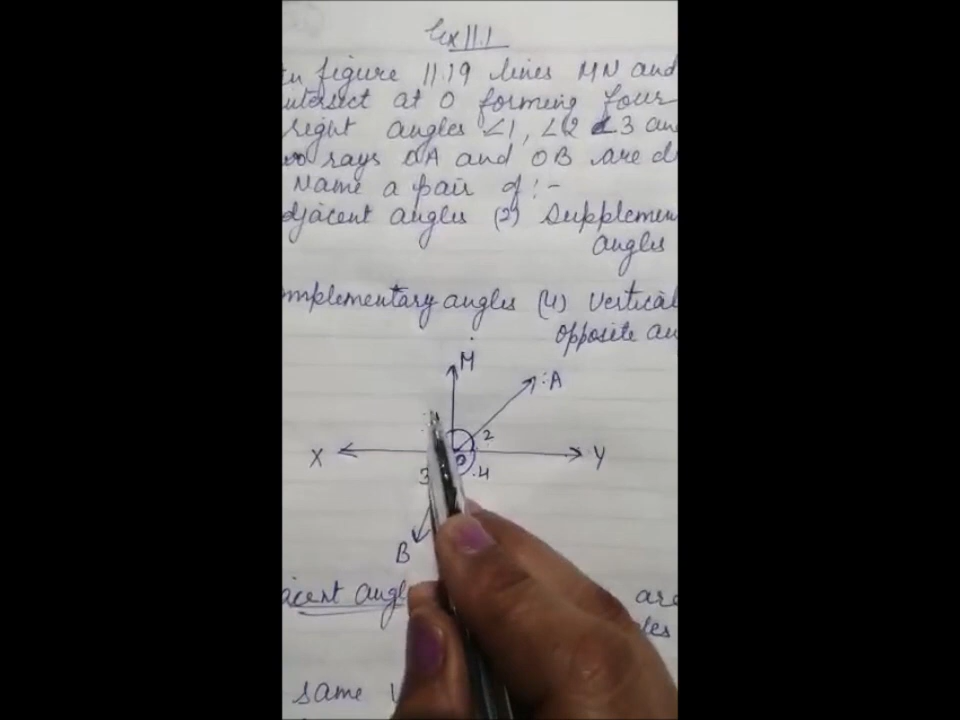 Ex 11.1
In figure 11.19 lines MN and
intersect at O forming four
right angles ∠1, ∠2 ∠3 an
rays OA and OB are d
Name a pair of :-
djacent angles (2) Supplemen
angles
omplementary angles (4) Vertical
opposite an
M
A
2
X
O
Y
3
4
B
acent angl are
les
same